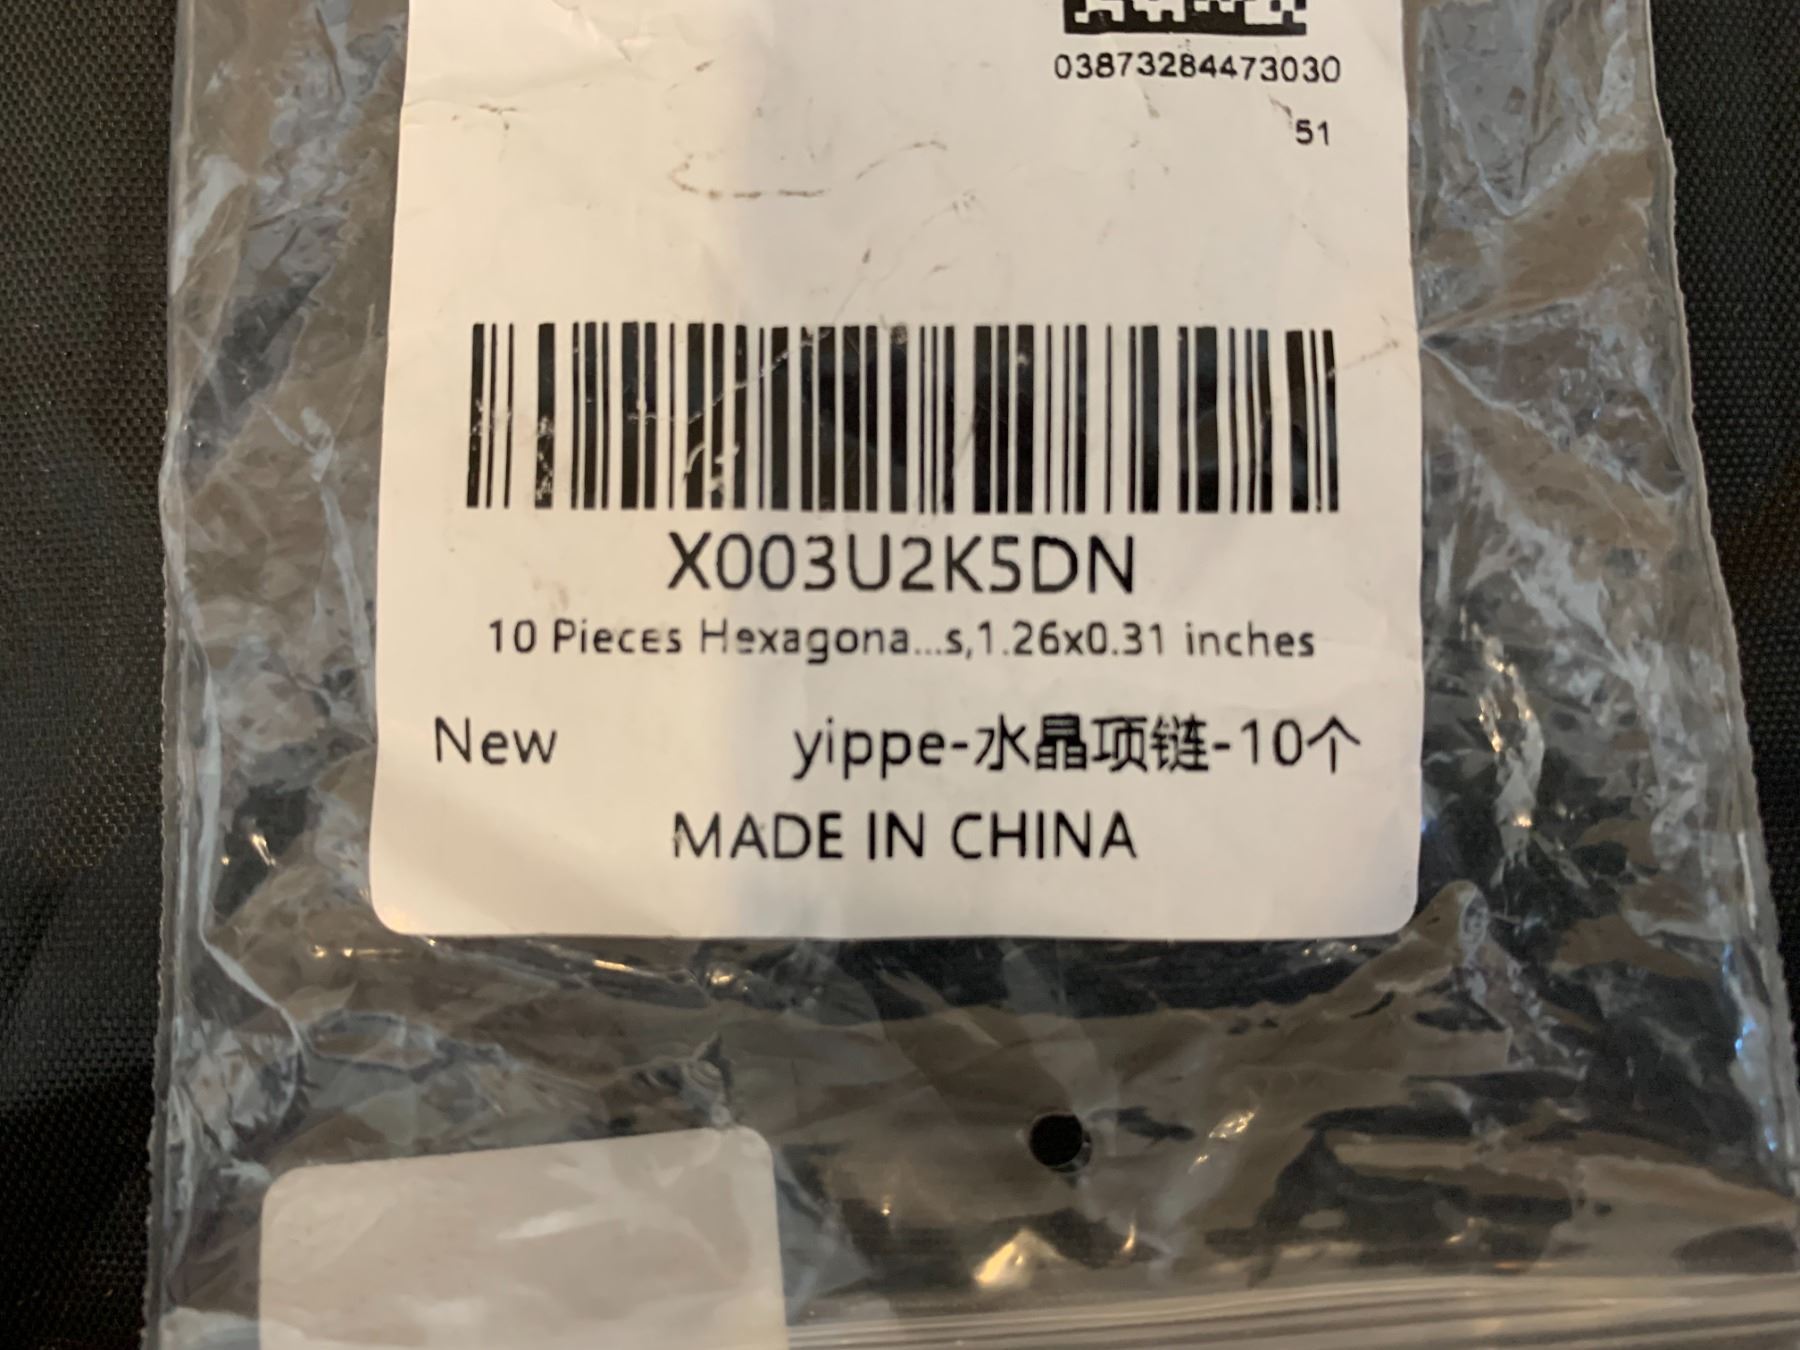 03873284473030
51
X003U2K5DN
10 Pieces Hexagona...s,1.26x0.31 inches
New yippe-水晶项链-10个
MADE IN CHINA